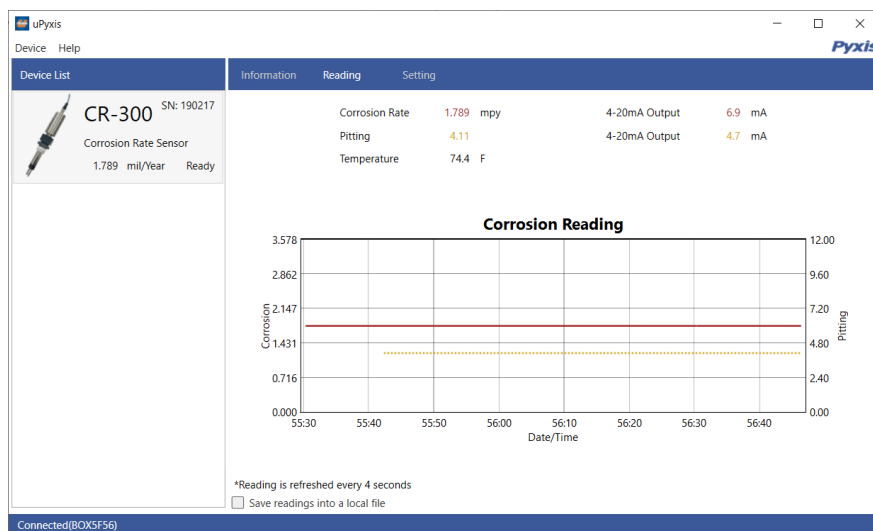 uPyxis
Device Help
Pyxis
Device List
Information Reading Setting
CR-300 SN: 190217
Corrosion Rate Sensor
1.789 mil/Year Ready
Corrosion Rate 1.789 mpy 4-20mA Output 6.9 mA
Pitting 4.11 4-20mA Output 4.7 mA
Temperature 74.4 F
Corrosion Reading
3.578 12.00
2.862 9.60
2.147 7.20
Corrosion
Pitting
1.431 4.80
0.716 2.40
0.000 0.00
55:30 55:40 55:50 56:00 56:10 56:20 56:30 56:40
Date/Time
*Reading is refreshed every 4 seconds
Save readings into a local file
Connected(BOX5F56)